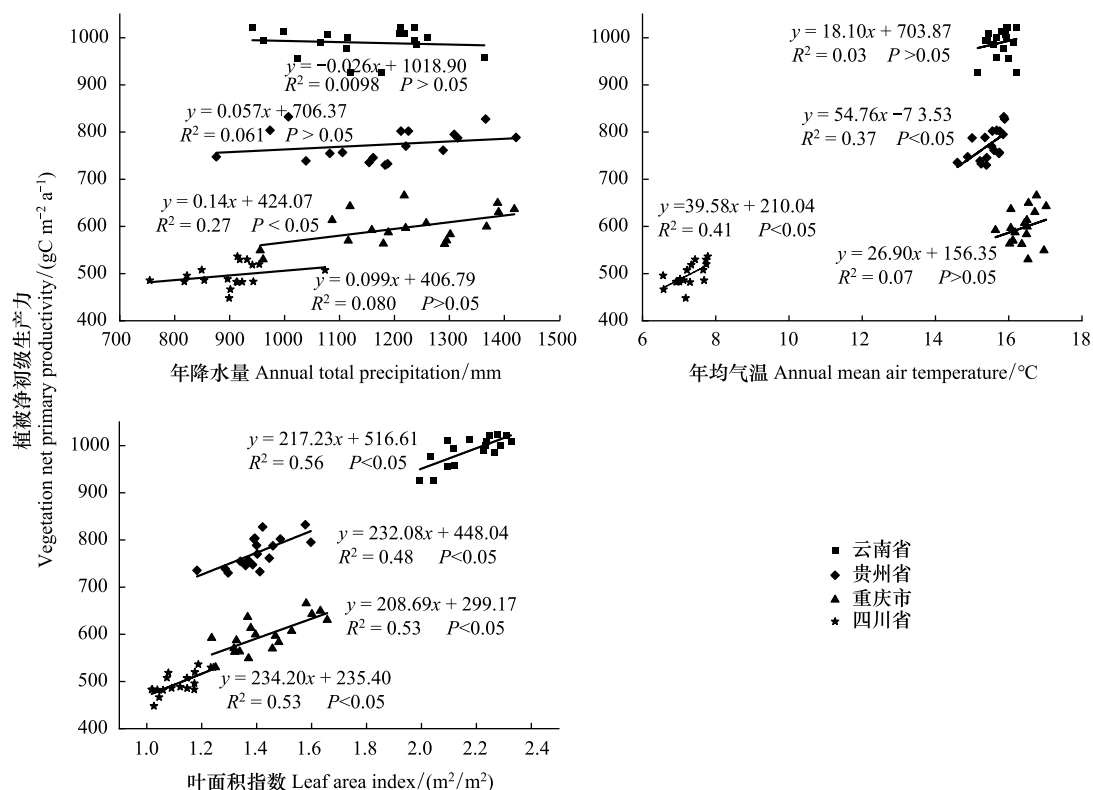 1000
900
800
700
600
500
400
700
800
900
1000
1100
1200
1300
1400
1500
y = −0.026x + 1018.90
R² = 0.0098 P > 0.05
y = 0.057x + 706.37
R² = 0.061 P > 0.05
y = 0.14x + 424.07
R² = 0.27 P < 0.05
y = 0.099x + 406.79
R² = 0.080 P>0.05
年降水量 Annual total precipitation/mm
1000
900
800
700
600
500
400
6
8
10
12
14
16
18
y = 18.10x + 703.87
R² = 0.03 P >0.05
y = 54.76x −7 3.53
R² = 0.37 P<0.05
y =39.58x + 210.04
R² = 0.41 P<0.05
y = 26.90x + 156.35
R² = 0.07 P>0.05
年均气温 Annual mean air temperature/℃
植被净初级生产力
Vegetation net primary productivity/(gC m⁻² a⁻¹)
1000
900
800
700
600
500
400
1.0
1.2
1.4
1.6
2.0
2.2
2.4
y = 217.23x + 516.61
R² = 0.56 P<0.05
y = 232.08x + 448.04
R² = 0.48 P<0.05
y = 208.69x + 299.17
R² = 0.53 P<0.05
y = 234.20x + 235.40
R² = 0.53 P<0.05
叶面积指数 Leaf area index/(m²/m²)
云南省
贵州省
重庆市
四川省